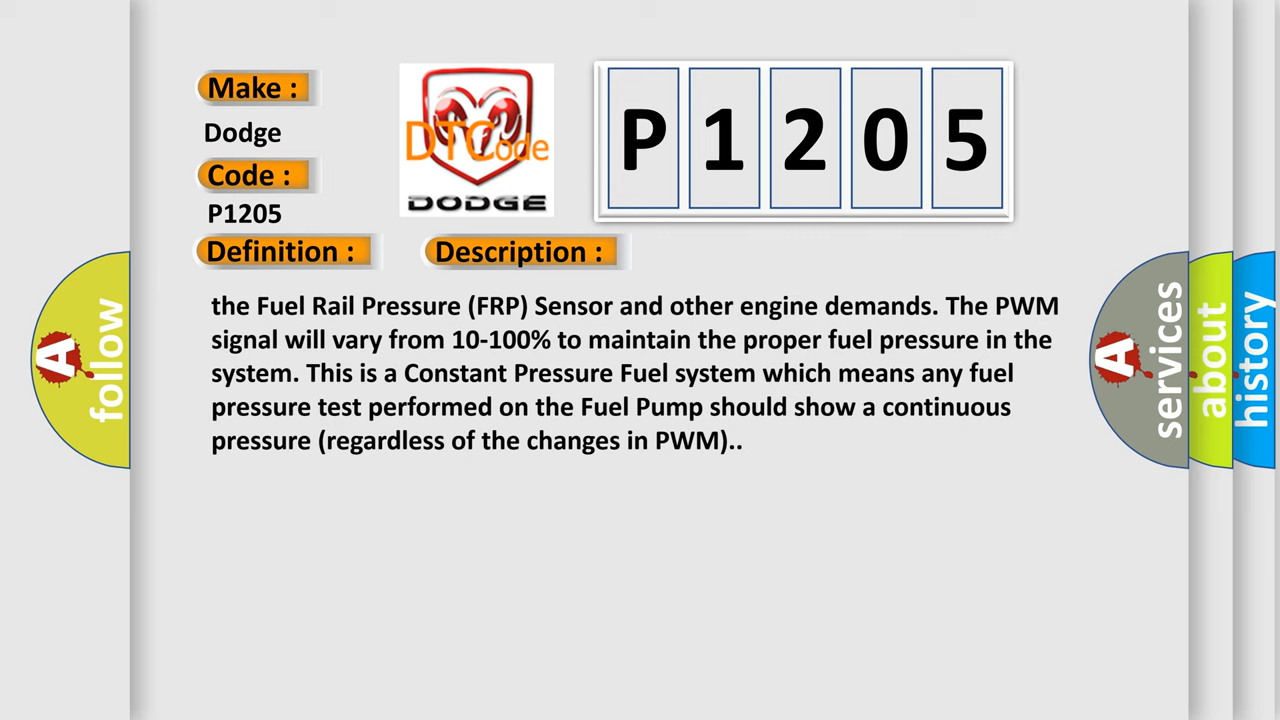 Make :
Dodge
Code :
P1205
Definition :
Description :
DTCode
DODGE
P 1 2 0 5
the Fuel Rail Pressure (FRP) Sensor and other engine demands. The PWM
signal will vary from 10-100% to maintain the proper fuel pressure in the
system. This is a Constant Pressure Fuel system which means any fuel
pressure test performed on the Fuel Pump should show a continuous
pressure (regardless of the changes in PWM)..
A
follow
A
services
about
history